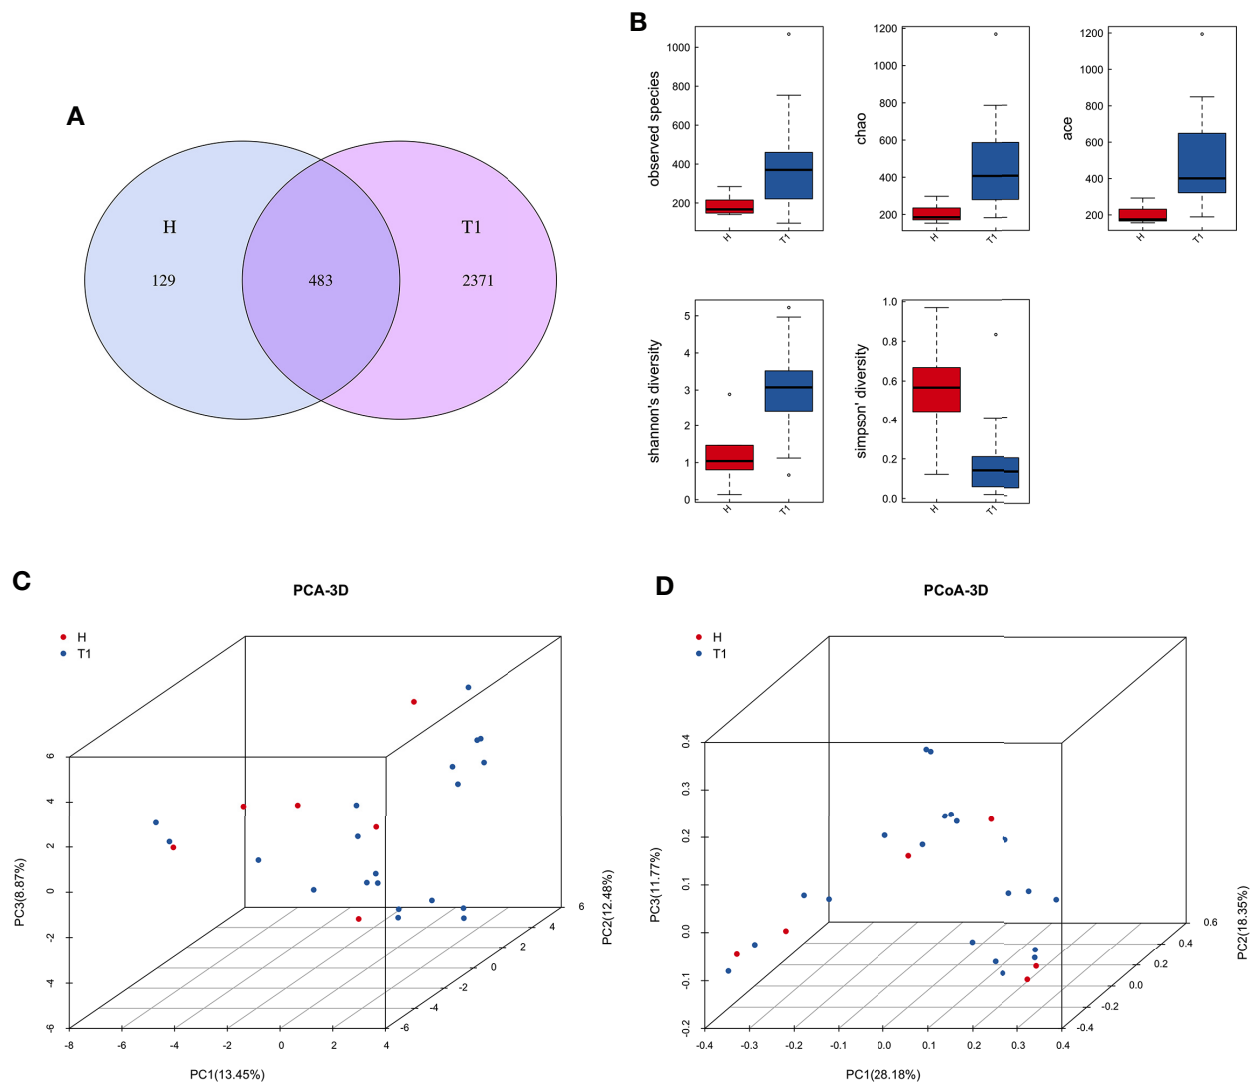 A
H
T1
129
483
2371
B
observed species
1000
800
600
400
200
H
T1
chao
1200
1000
800
600
400
200
H
T1
ace
1200
1000
800
600
400
200
H
T1
shannon's diversity
5
4
3
2
1
0
H
T1
simpson' diversity
1.0
0.8
0.6
0.4
0.2
0.0
H
T1
C
PCA-3D
H
T1
PC3(8.87%)
6
4
2
0
-2
-4
-6
-8
-6
-4
-2
0
2
4
PC1(13.45%)
-6
-4
-2
0
2
4
6
PC2(12.48%)
D
PCoA-3D
H
T1
PC3(11.77%)
0.4
0.3
0.2
0.1
0.0
-0.1
-0.2
-0.4
-0.3
-0.2
-0.1
0.0
0.1
0.2
0.3
0.4
PC1(28.18%)
-0.4
-0.2
0.0
0.2
0.4
0.6
PC2(18.35%)